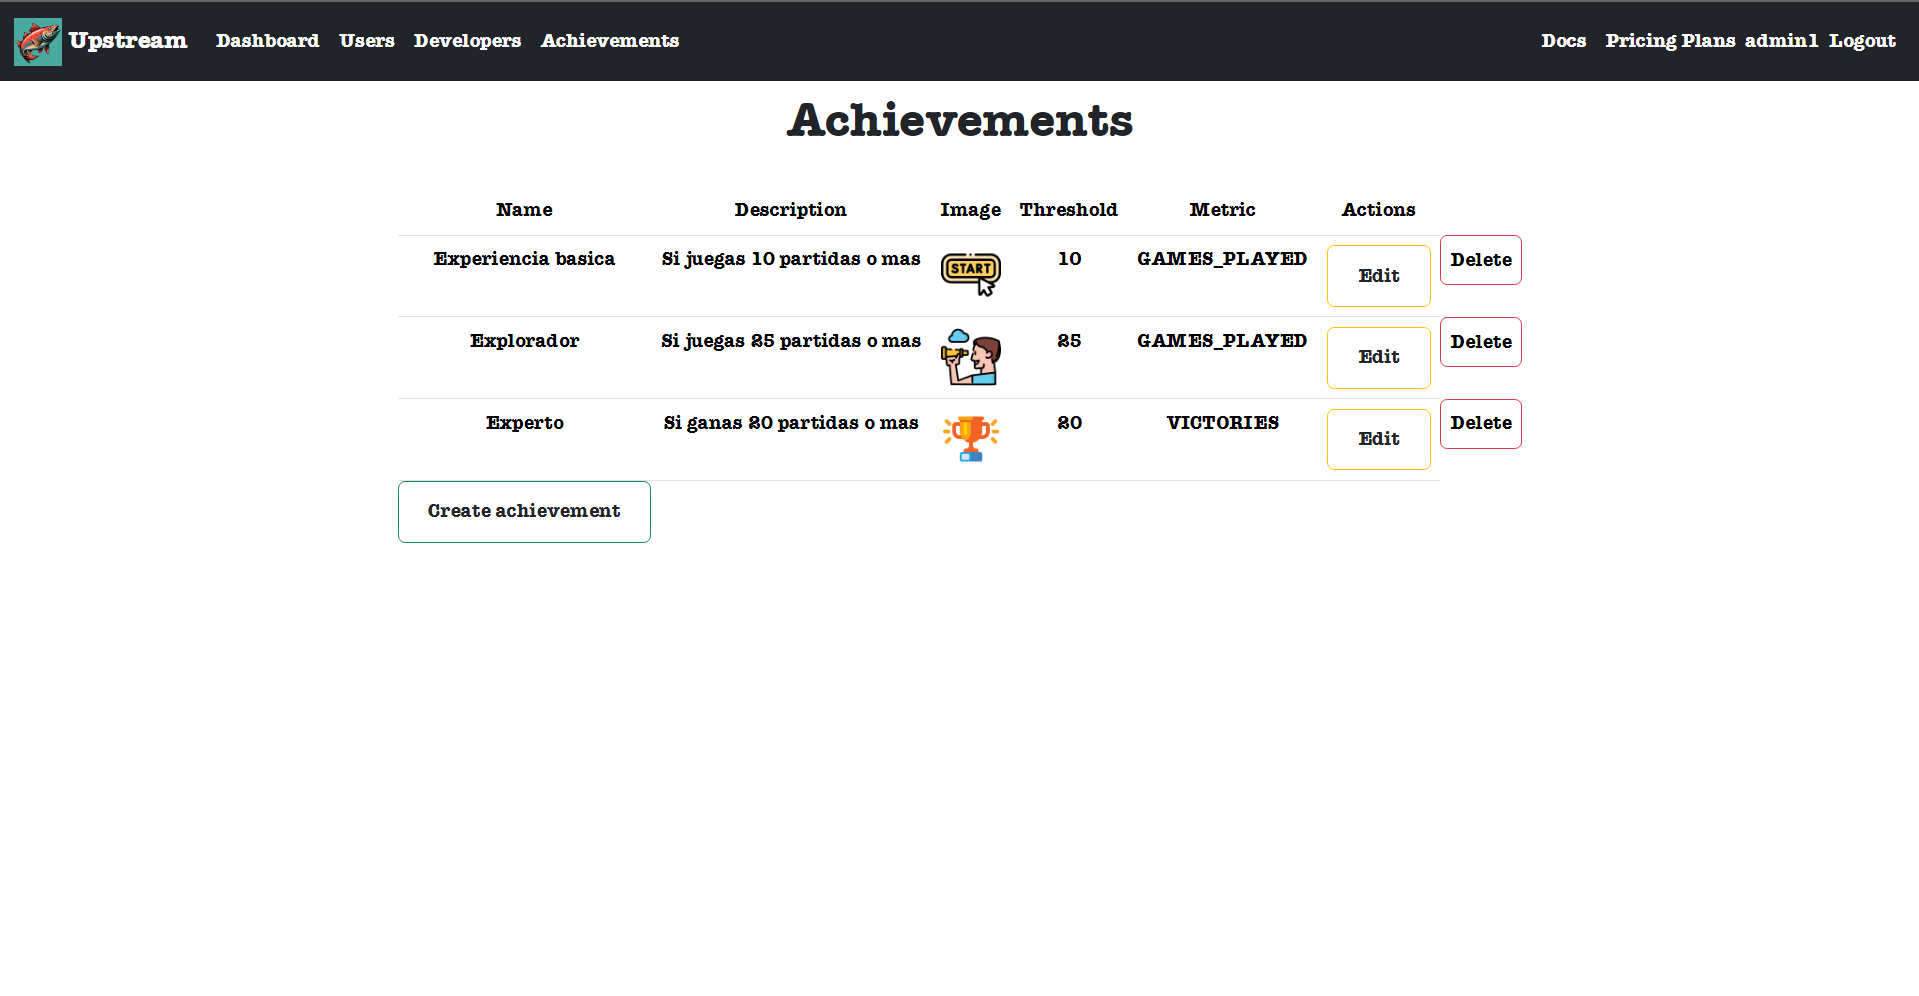 Upstream Dashboard Users Developers Achievements Docs Pricing Plans admin1 Logout
Achievements
Name Description Image Threshold Metric Actions
Experiencia basica Si juegas 10 partidas o mas START 10 GAMES_PLAYED Edit Delete
Explorador Si juegas 25 partidas o mas 25 GAMES_PLAYED Edit Delete
Experto Si ganas 20 partidas o mas 20 VICTORIES Edit Delete
Create achievement